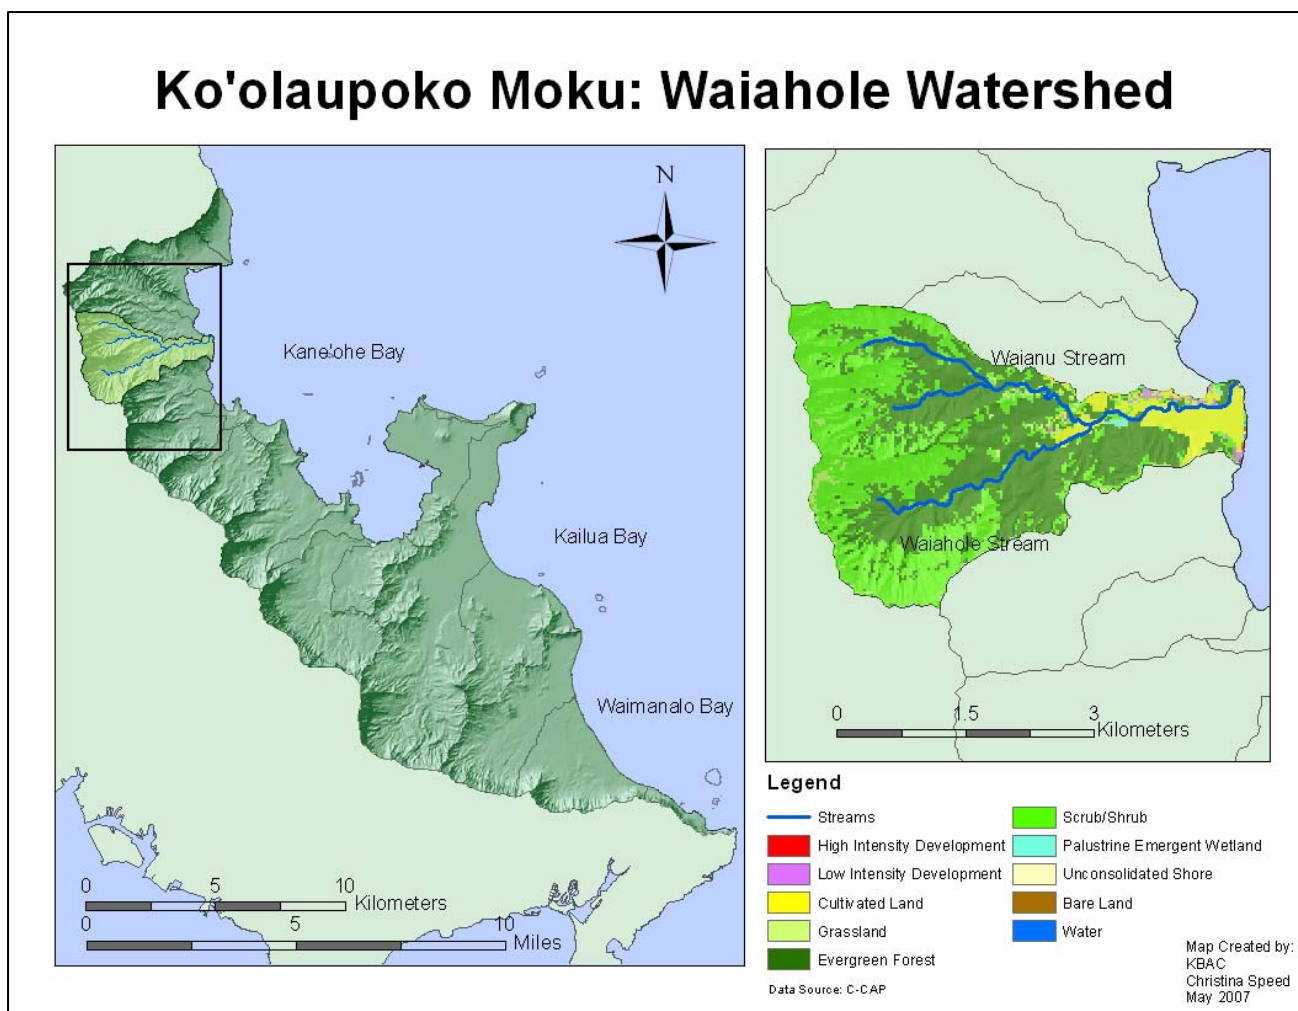 Ko'olaupoko Moku: Waiahole Watershed
N
Kane'ohe Bay
Kailua Bay
Waimanalo Bay
0 5 10
Kilometers
0 5 10
Miles
Waianu Stream
Waiahole Stream
0 1.5 3
Kilometers
Legend
Streams
High Intensity Development
Low Intensity Development
Cultivated Land
Grassland
Evergreen Forest
Scrub/Shrub
Palustrine Emergent Wetland
Unconsolidated Shore
Bare Land
Water
Data Source: C-CAP
Map Created by:
KBAC
Christina Speed
May 2007